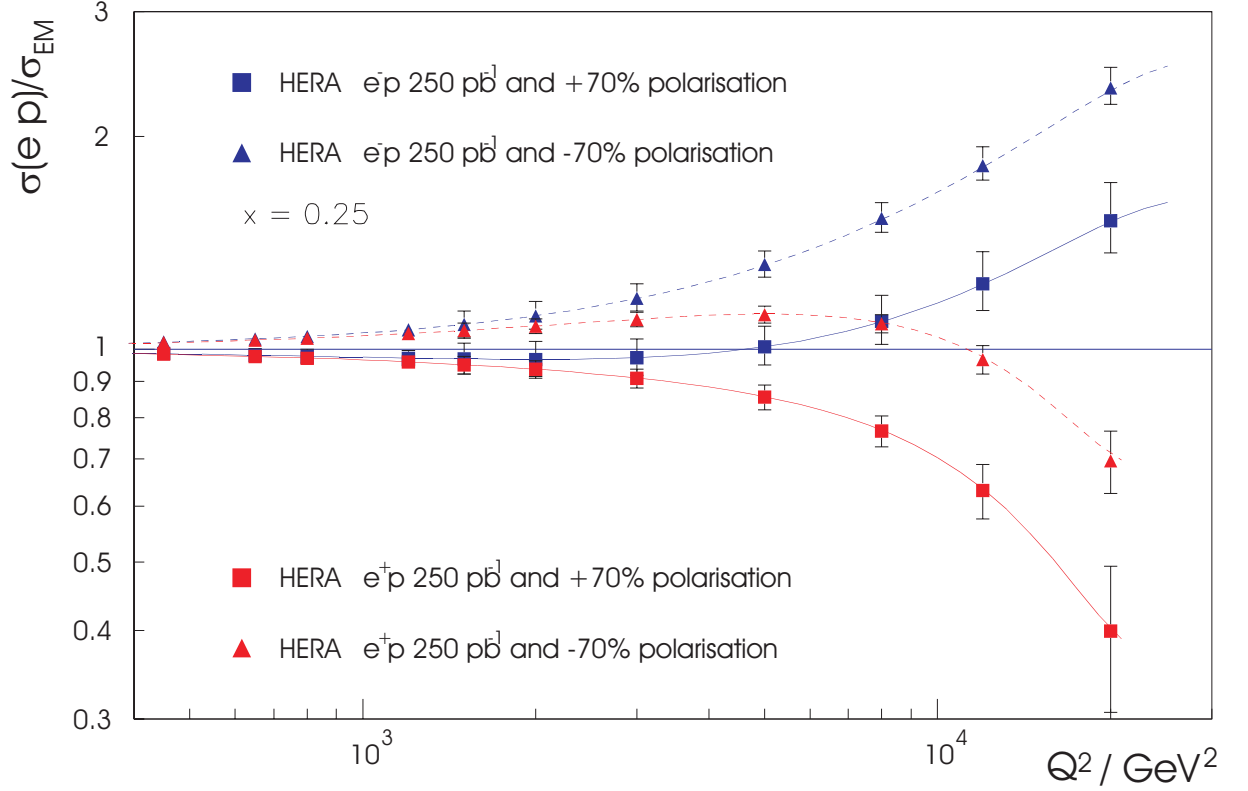 σ(e p)/σEM
3
2
1
0.9
0.8
0.7
0.6
0.5
0.4
0.3
HERA e⁻p 250 pb⁻¹ and +70% polarisation
HERA e⁻p 250 pb⁻¹ and -70% polarisation
x = 0.25
HERA e⁺p 250 pb⁻¹ and +70% polarisation
HERA e⁺p 250 pb⁻¹ and -70% polarisation
10³
10⁴
Q² / GeV²